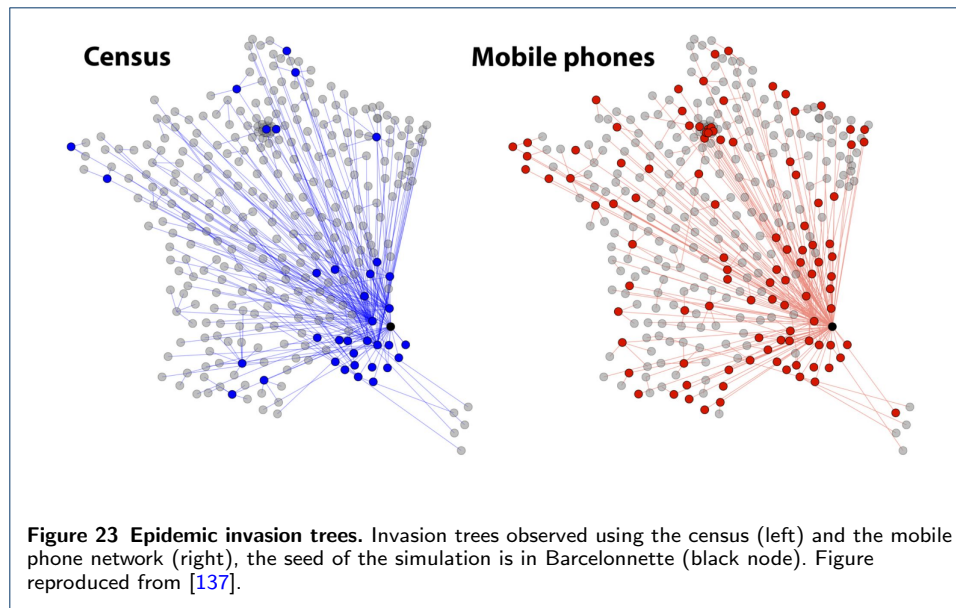 Census
Mobile phones
Figure 23 Epidemic invasion trees. Invasion trees observed using the census (left) and the mobile
phone network (right), the seed of the simulation is in Barcelonnette (black node). Figure
reproduced from [137].